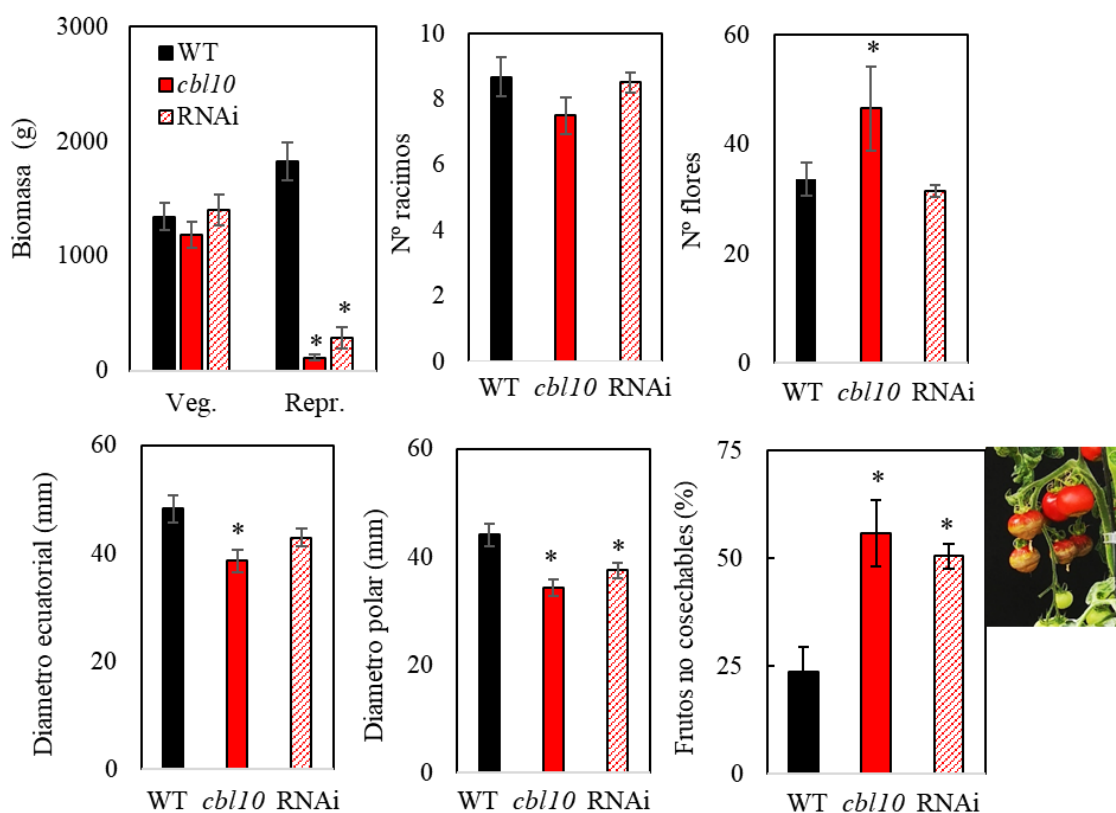 3000
2000
1000
0
Biomasa (g)
WT
cbl10
RNAi
*
*
Veg. Repr.
10
8
6
4
2
0
Nº racimos
WT cbl10 RNAi
60
40
20
0
Nº flores
*
WT cbl10 RNAi
60
40
20
0
Diametro ecuatorial (mm)
*
WT cbl10 RNAi
60
40
20
0
Diametro polar (mm)
*
*
WT cbl10 RNAi
75
50
25
0
Frutos no cosechables (%)
*
*
WT cbl10 RNAi